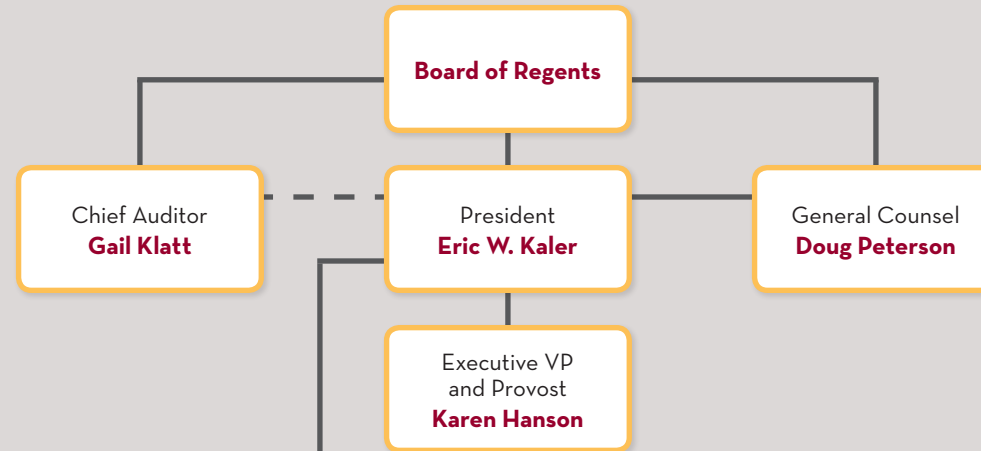 Board of Regents
Chief Auditor
Gail Klatt
President
Eric W. Kaler
General Counsel
Doug Peterson
Executive VP
and Provost
Karen Hanson